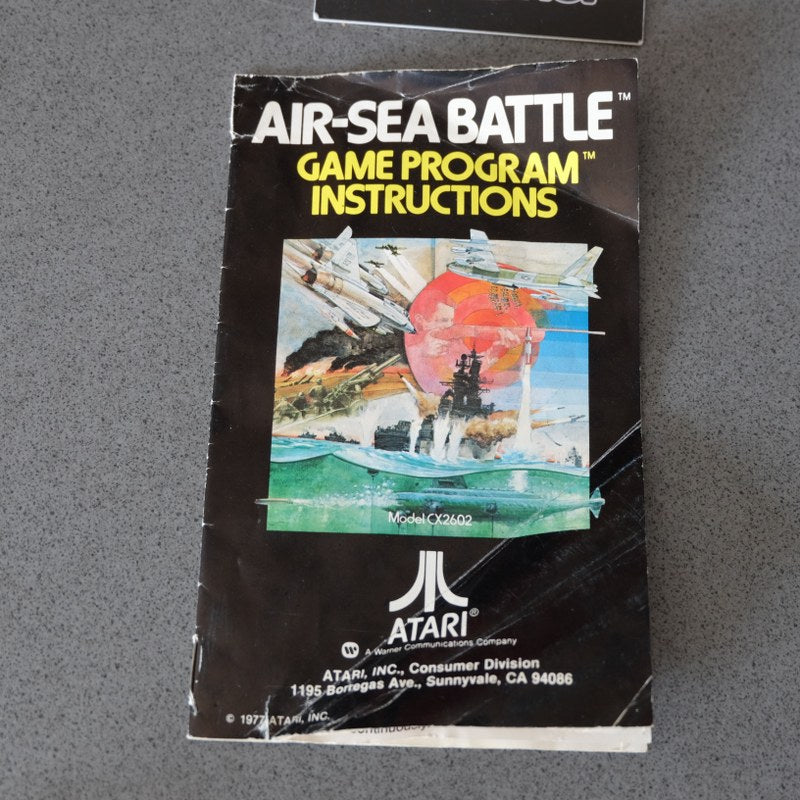 AIR-SEA BATTLE™
GAME PROGRAM™
INSTRUCTIONS
Model CX2602
ATARI®
A Warner Communications Company
ATARI, INC., Consumer Division
1195 Borregas Ave., Sunnyvale, CA 94086
© 1977 ATARI, INC.
continuously